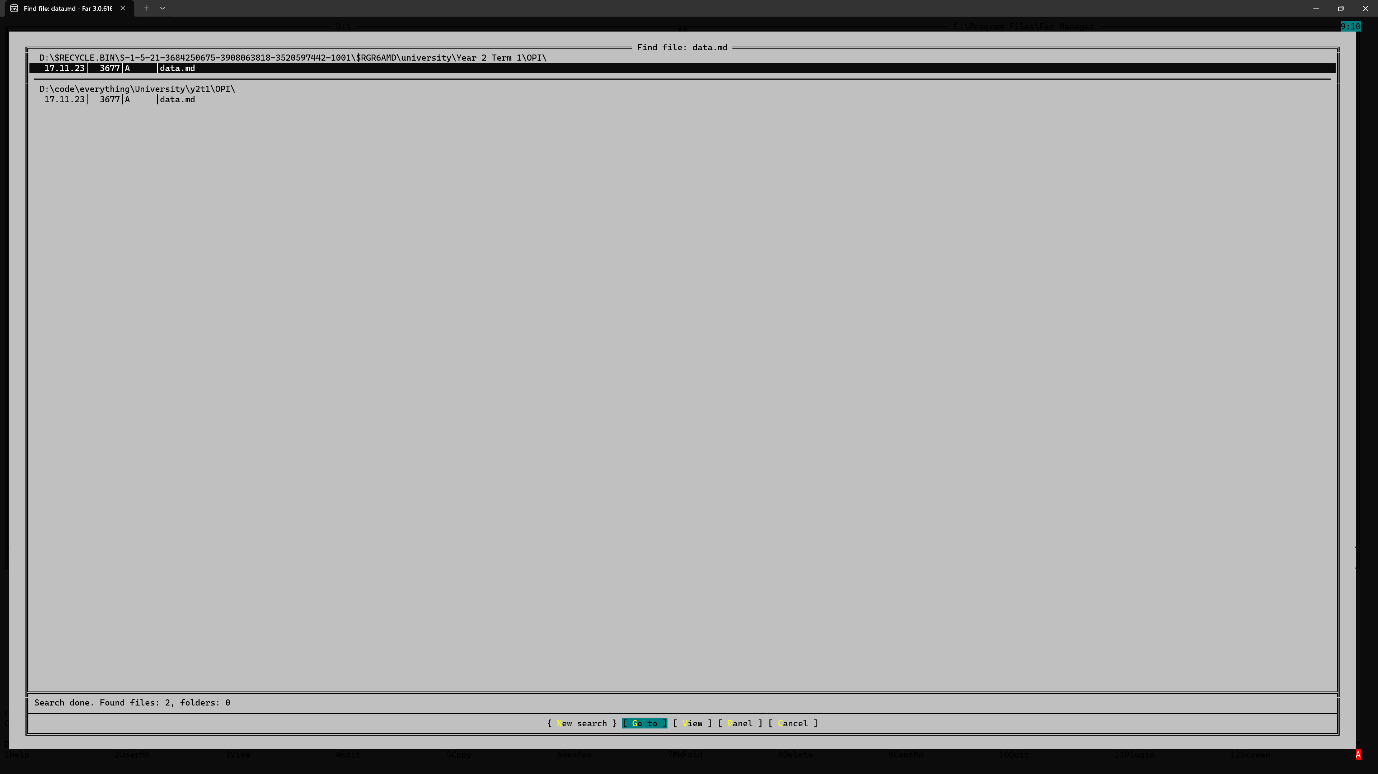 Find file: data.md - Far 3.0.616
9:10
Find file: data.md
D:\$RECYCLE.BIN\S-1-5-21-3684250675-3908063818-3520597442-1001\$RGR6AMD\university\Year 2 Term 1\OPI\
17.11.23│ 3677│A │data.md
D:\code\everything\University\y2t1\OPI\
17.11.23│ 3677│A │data.md
Search done. Found files: 2, folders: 0
{ New search } [ Go to ] [ View ] [ Panel ] [ Cancel ]
A